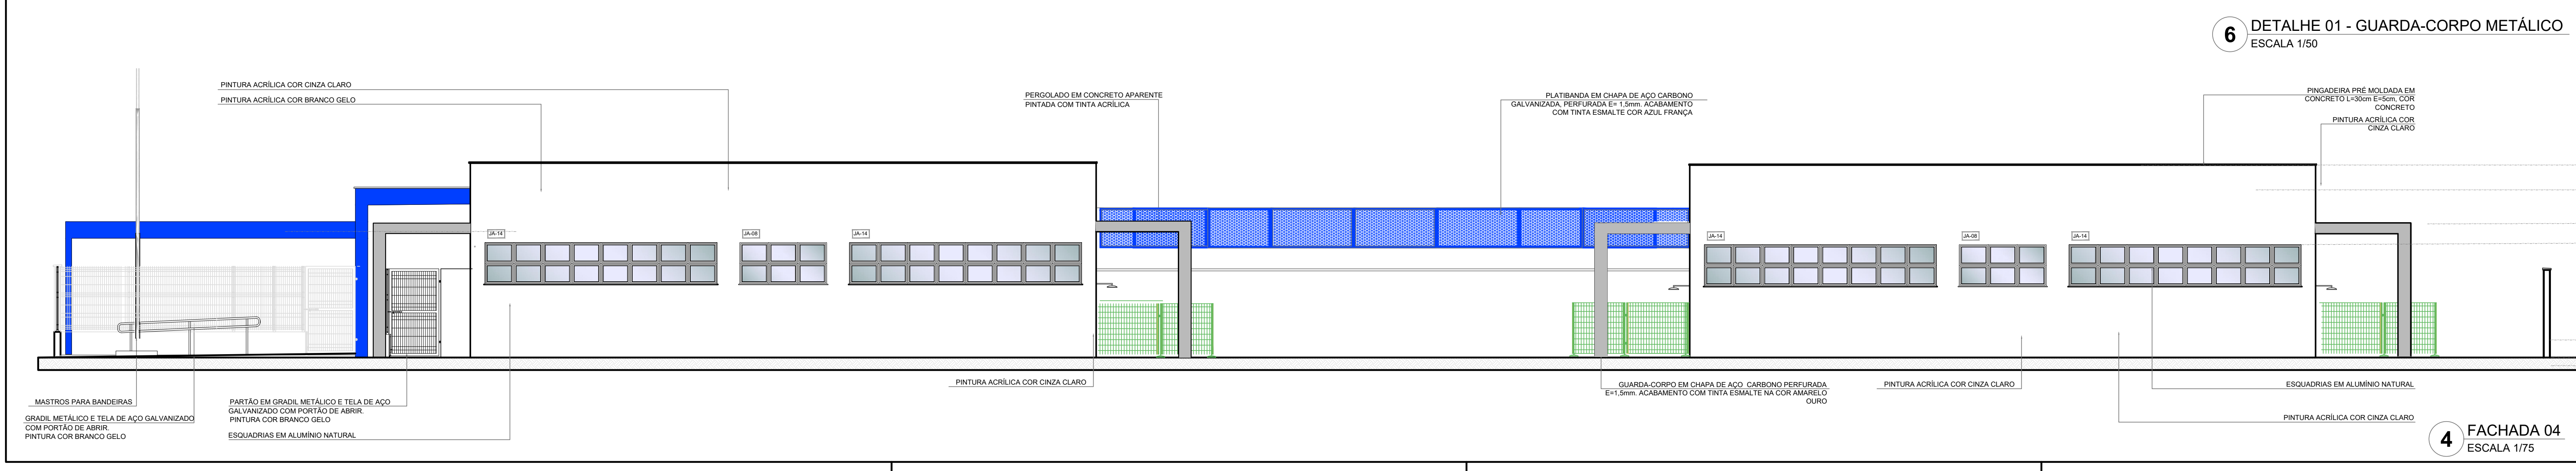 6
DETALHE 01 - GUARDA-CORPO METÁLICO
ESCALA 1/50
PINTURA ACRÍLICA COR CINZA CLARO
PINTURA ACRÍLICA COR BRANCO GELO
PERGOLADO EM CONCRETO APARENTE
PINTADA COM TINTA ACRÍLICA
PLATIBANDA EM CHAPA DE AÇO CARBONO
GALVANIZADA, PERFURADA E= 1,5mm. ACABAMENTO
COM TINTA ESMALTE COR AZUL FRANÇA
PINGADEIRA PRÉ MOLDADA EM
CONCRETO L=30cm E=5cm, COR
CONCRETO
PINTURA ACRÍLICA COR
CINZA CLARO
JA-14
JA-08
JA-14
JA-14
JA-08
JA-14
MASTROS PARA BANDEIRAS
GRADIL METÁLICO E TELA DE AÇO GALVANIZADO
COM PORTÃO DE ABRIR.
PINTURA COR BRANCO GELO
PARTÃO EM GRADIL METÁLICO E TELA DE AÇO
GALVANIZADO COM PORTÃO DE ABRIR.
PINTURA COR BRANCO GELO
ESQUADRIAS EM ALUMÍNIO NATURAL
PINTURA ACRÍLICA COR CINZA CLARO
GUARDA-CORPO EM CHAPA DE AÇO CARBONO PERFURADA
E=1,5mm. ACABAMENTO COM TINTA ESMALTE NA COR AMARELO
OURO
PINTURA ACRÍLICA COR CINZA CLARO
ESQUADRIAS EM ALUMÍNIO NATURAL
PINTURA ACRÍLICA COR CINZA CLARO
4
FACHADA 04
ESCALA 1/75